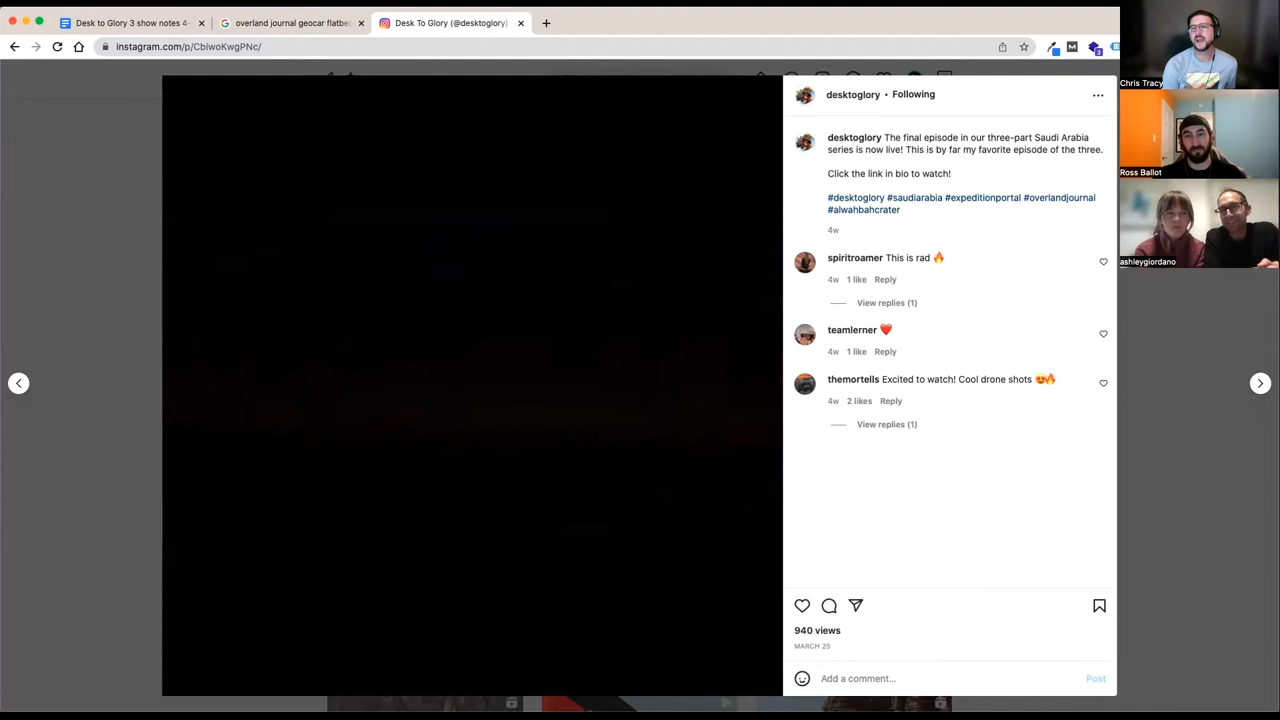 Desk to Glory 3 show notes 4-
overland journal geocar flatbec
Desk To Glory (@desktoglory)
instagram.com/p/CbiwoKwgPNc/
Chris Tracy
Ross Ballot
ashleygiordano
desktoglory • Following
desktoglory The final episode in our three-part Saudi Arabia
series is now live! This is by far my favorite episode of the three.
Click the link in bio to watch!
#desktoglory #saudiarabia #expeditionportal #overlandjournal
#alwahbahcrater
4w
spiritroamer This is rad 🔥
4w 1 like Reply
View replies (1)
teamlerner ❤️
4w 1 like Reply
themortells Excited to watch! Cool drone shots 😍🔥
4w 2 likes Reply
View replies (1)
940 views
MARCH 25
Add a comment...
Post